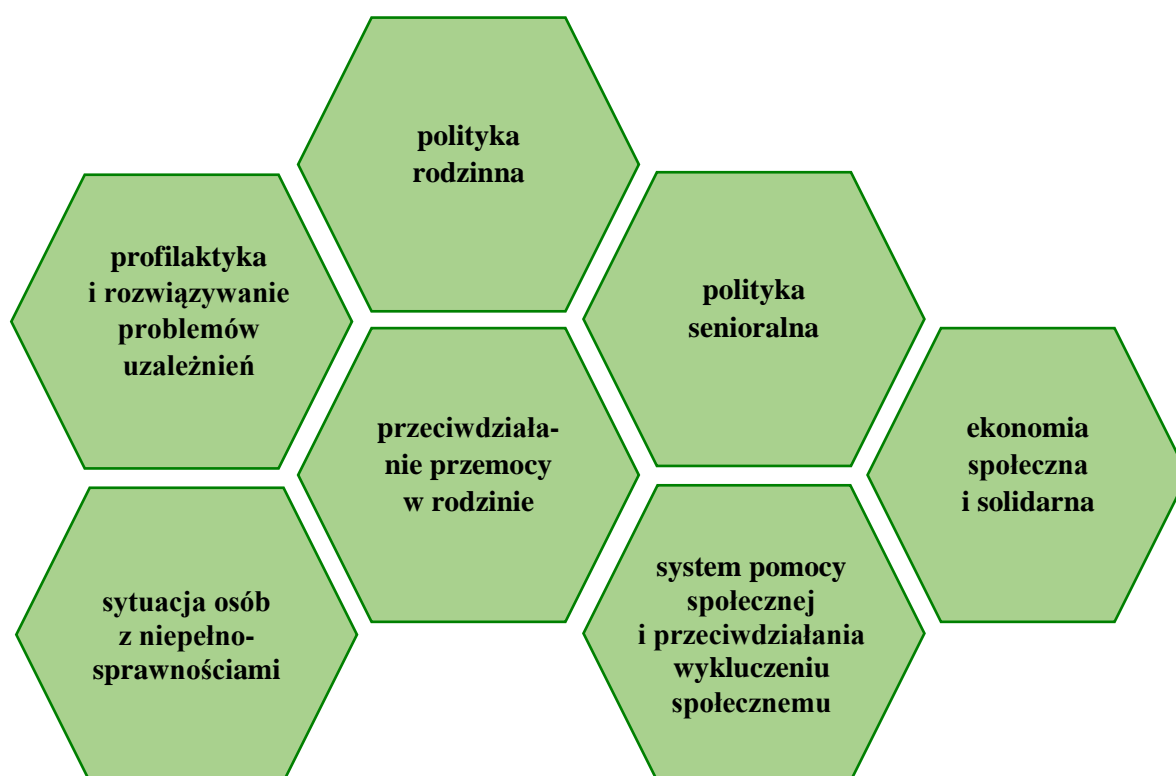 polityka
rodzinna
profilaktyka
i rozwiązywanie
problemów
uzależnień
polityka
senioralna
przeciwdziała-
nie przemocy
w rodzinie
ekonomia
społeczna
i solidarna
sytuacja osób
z niepełno-
sprawnościami
system pomocy
społecznej
i przeciwdziałania
wykluczeniu
społecznemu